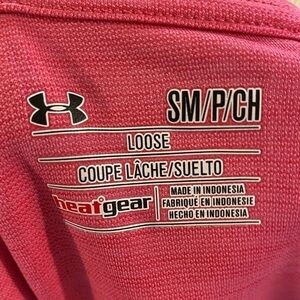 SM/P/CH
LOOSE
COUPE LÂCHE/SUELTO
heatgear
MADE IN INDONESIA
FABRIQUÉ EN INDONÉSIE
HECHO EN INDONESIA